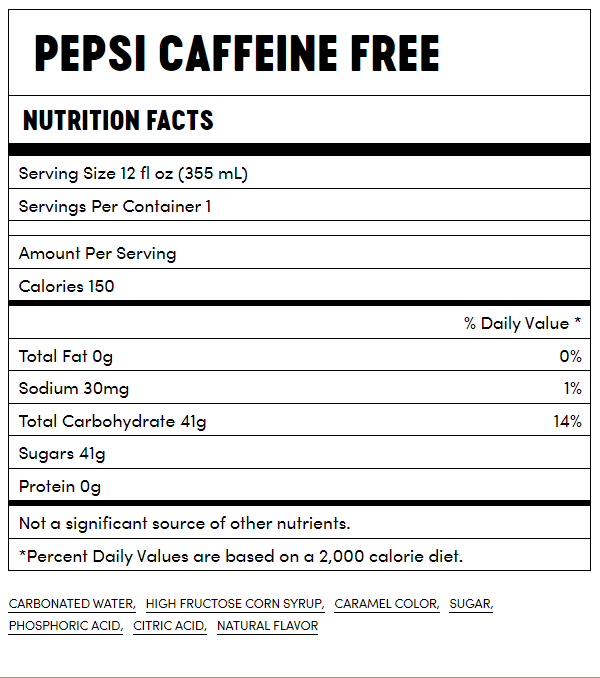 PEPSI CAFFEINE FREE
NUTRITION FACTS
Serving Size 12 fl oz (355 mL)
Servings Per Container 1
Amount Per Serving
Calories 150
% Daily Value *
Total Fat 0g 0%
Sodium 30mg 1%
Total Carbohydrate 41g 14%
Sugars 41g
Protein 0g
Not a significant source of other nutrients.
*Percent Daily Values are based on a 2,000 calorie diet.
CARBONATED WATER, HIGH FRUCTOSE CORN SYRUP, CARAMEL COLOR, SUGAR,
PHOSPHORIC ACID, CITRIC ACID, NATURAL FLAVOR